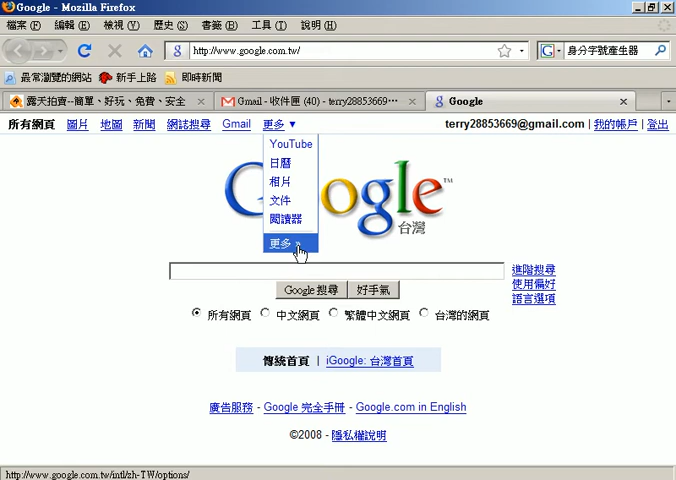 Google - Mozilla Firefox
檔案(F) 編輯(E) 檢視(V) 歷史(S) 書籤(B) 工具(T) 說明(H)
http://www.google.com.tw/
身分字號產生器
最常瀏覽的網站 新手上路 即時新聞
露天拍賣--簡單、好玩、免費、安全
Gmail - 收件匣 (40) - terry28853669···
Google
所有網頁 圖片 地圖 新聞 網誌搜尋 Gmail 更多 ▼
terry28853669@gmail.com | 我的帳戶 | 登出
YouTube
日曆
相片
文件
閱讀器
更多 »
Google™
台灣
進階搜尋
使用偏好
語言選項
Google 搜尋 好手氣
所有網頁 中文網頁 繁體中文網頁 台灣的網頁
傳統首頁 | iGoogle: 台灣首頁
廣告服務 - Google 完全手冊 - Google.com in English
©2008 - 隱私權說明
http://www.google.com.tw/intl/zh-TW/options/